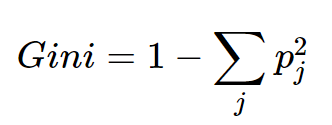 Gini = 1 − ∑_j p_j^2